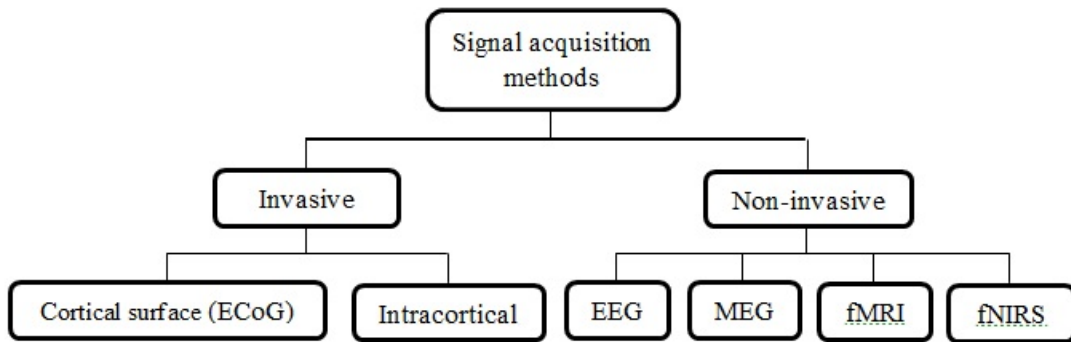 Signal acquisition
methods
Invasive
Non-invasive
Cortical surface (ECoG)
Intracortical
EEG
MEG
fMRI
fNIRS